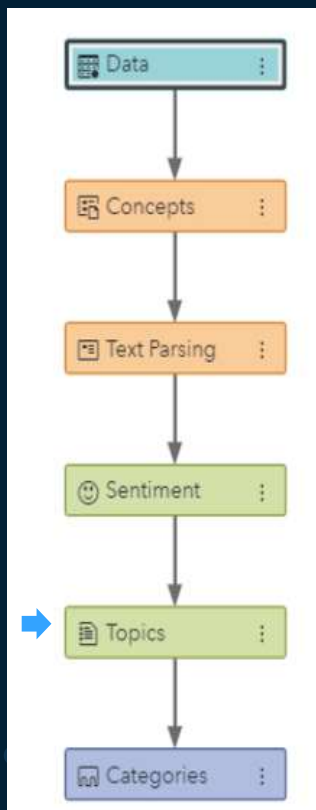 Data
Concepts
Text Parsing
Sentiment
Topics
Categories